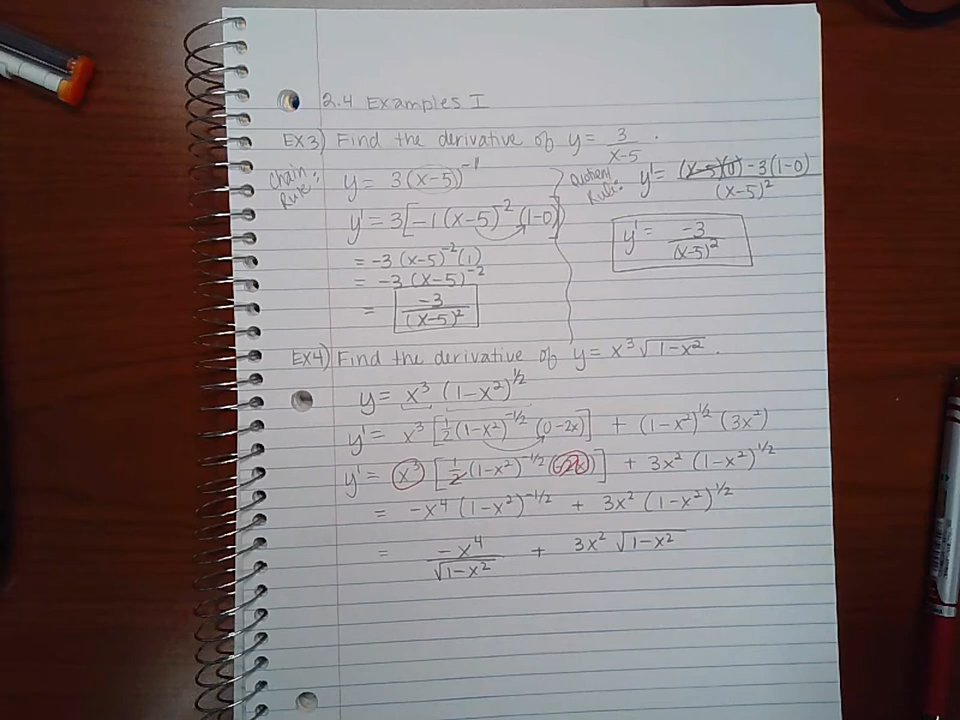 2.4 Examples I
EX3) Find the derivative of y = 3/(x-5).
Chain Rule: y = 3(x-5)^-1
y' = 3[-1(x-5)^-2(1-0)]
= -3(x-5)^-2(1)
= -3(x-5)^-2
= -3/(x-5)^2
Quotient Rule: y' = ((x-5)(0) - 3(1-0))/(x-5)^2
y' = -3/(x-5)^2
EX4) Find the derivative of y = x^3 √(1-x^2).
y = x^3 (1-x^2)^1/2
y' = x^3 [1/2(1-x^2)^-1/2 (0-2x)] + (1-x^2)^1/2 (3x^2)
y' = x^3 [1/2(1-x^2)^-1/2(-2x)] + 3x^2 (1-x^2)^1/2
= -x^4 (1-x^2)^-1/2 + 3x^2 (1-x^2)^1/2
= -x^4/√(1-x^2) + 3x^2 √(1-x^2)